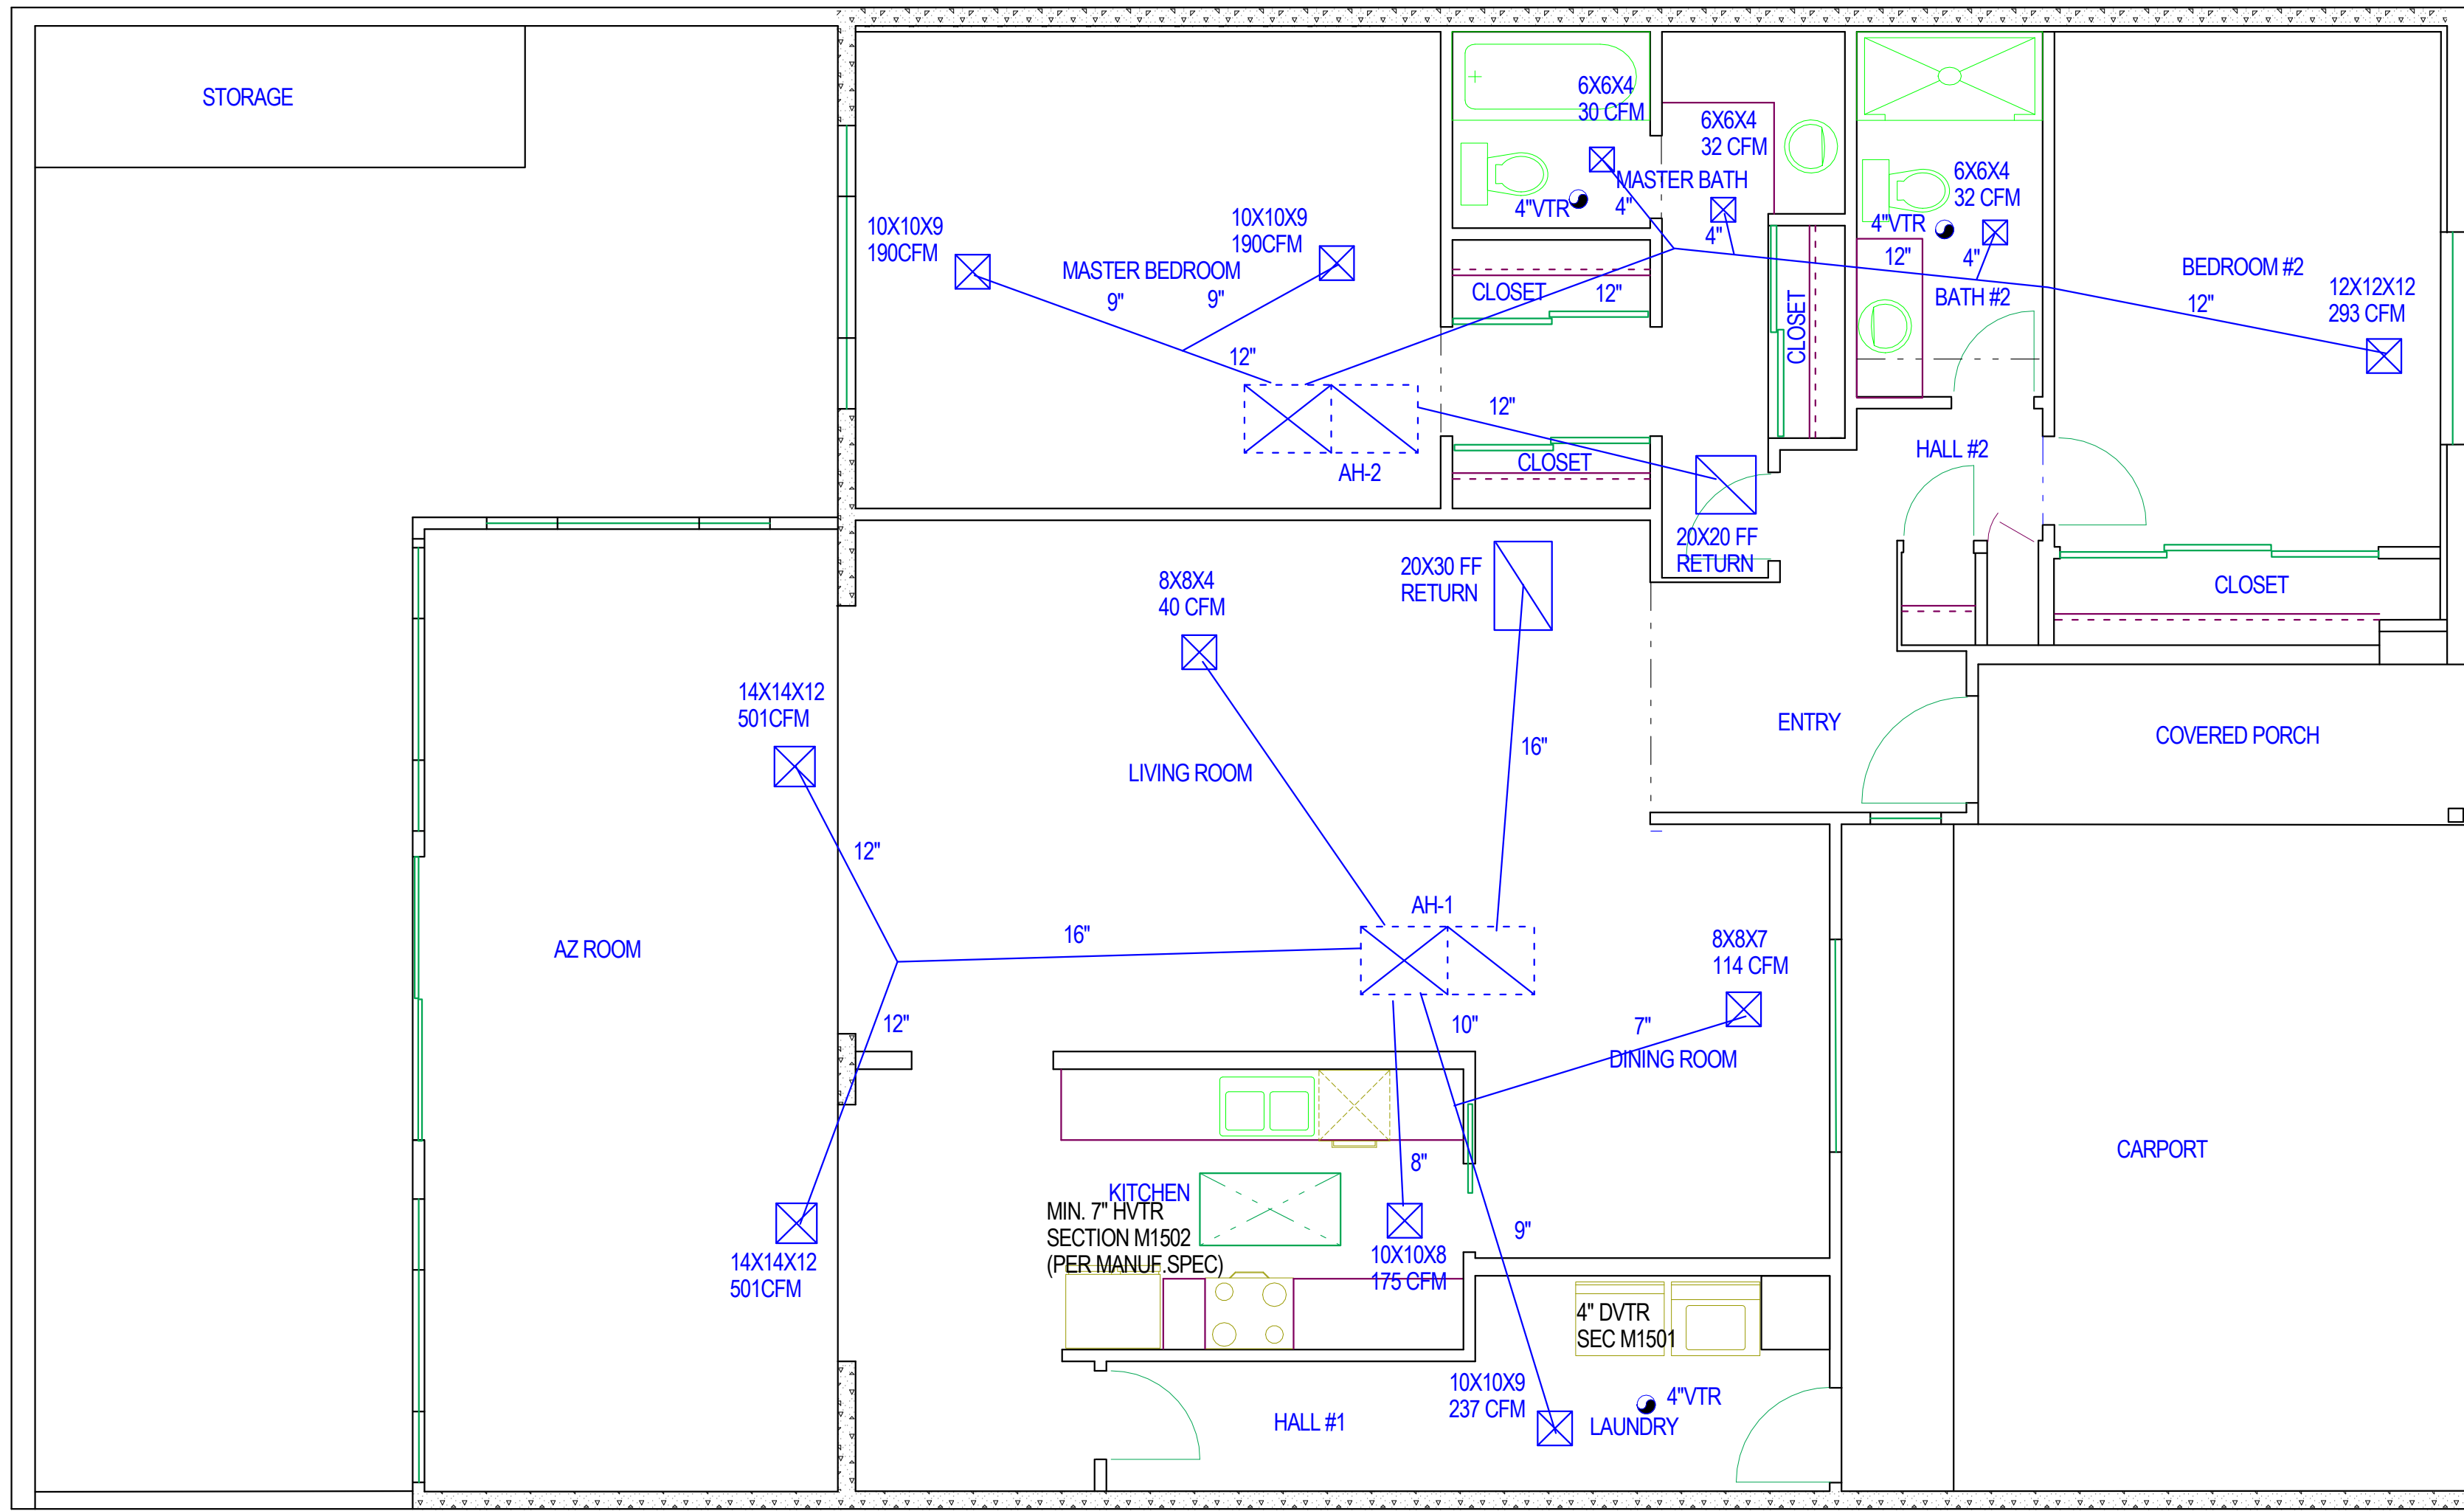 STORAGE
6X6X4
30 CFM
6X6X4
32 CFM
6X6X4
32 CFM
MASTER BATH
4"VTR
4"
4"
4"VTR
12"
4"
10X10X9
190CFM
10X10X9
190CFM
MASTER BEDROOM
9"
9"
12"
CLOSET
12"
CLOSET
BATH #2
BEDROOM #2
12"
12X12X12
293 CFM
12"
AH-2
CLOSET
HALL #2
20X20 FF
RETURN
20X30 FF
RETURN
8X8X4
40 CFM
CLOSET
14X14X12
501CFM
LIVING ROOM
16"
ENTRY
COVERED PORCH
12"
16"
AH-1
AZ ROOM
12"
10"
8X8X7
114 CFM
7"
DINING ROOM
CARPORT
8"
KITCHEN
MIN. 7" HVTR
SECTION M1502
(PER MANUF.SPEC)
9"
10X10X8
175 CFM
14X14X12
501CFM
4" DVTR
SEC M1501
10X10X9
237 CFM
4"VTR
HALL #1
LAUNDRY